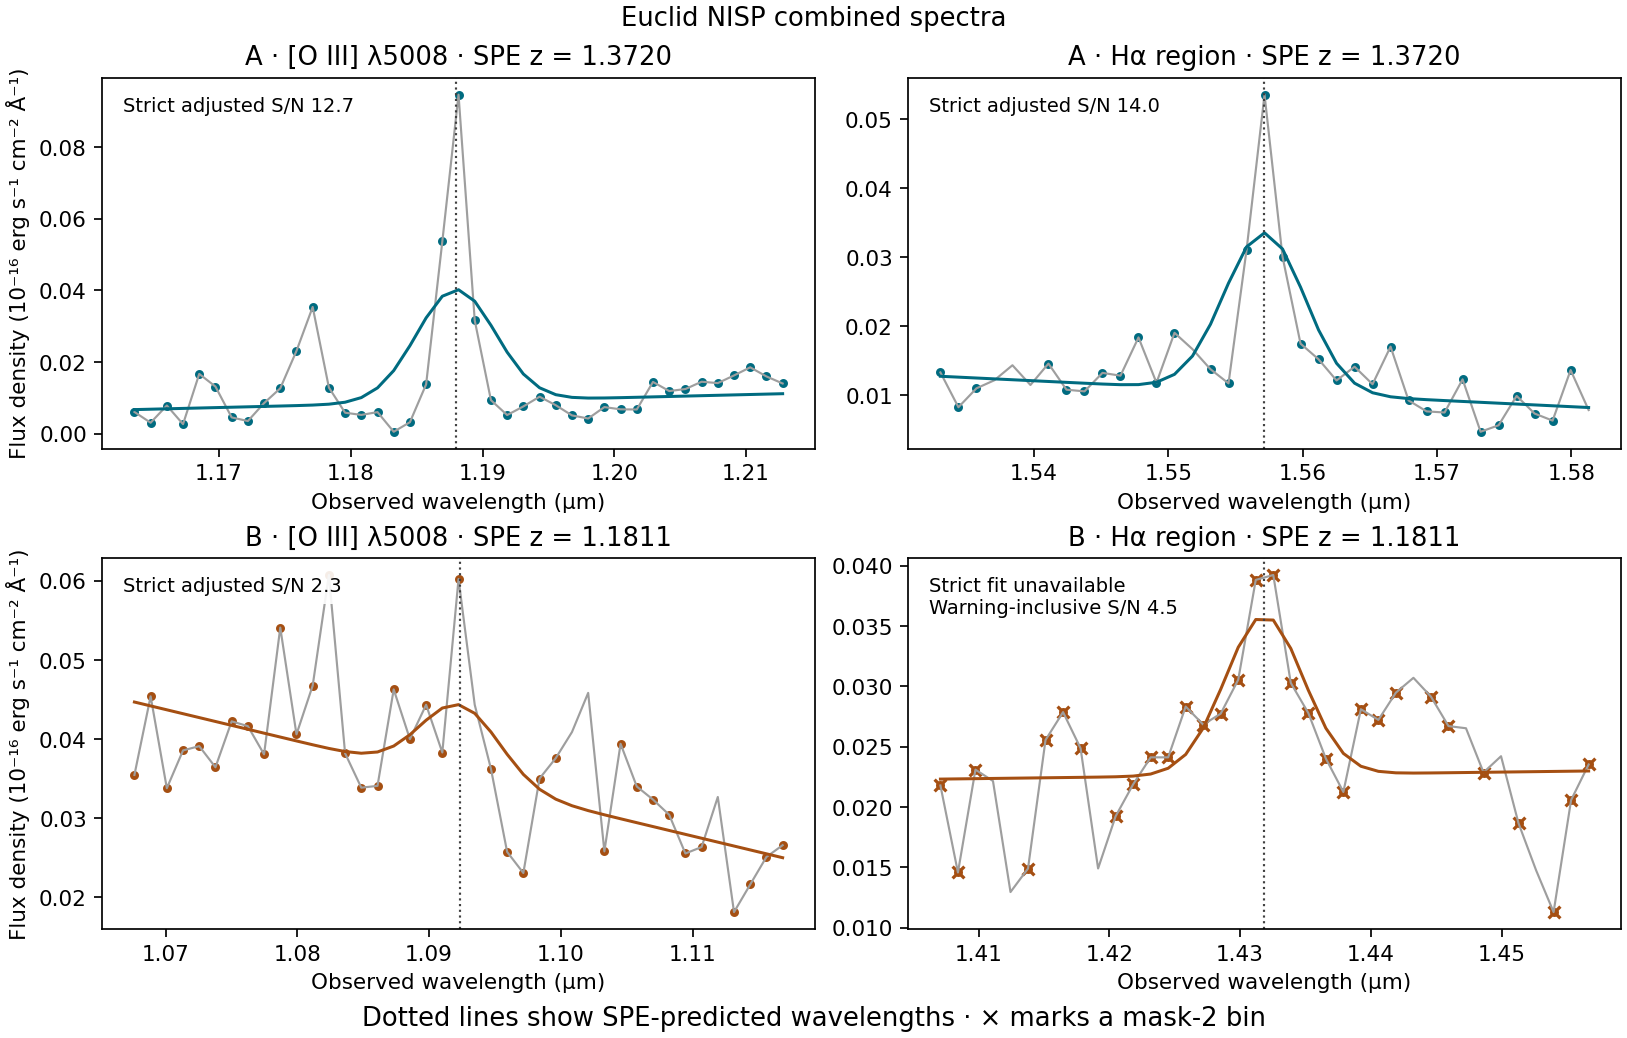 Euclid NISP combined spectra
A · [O III] λ5008 · SPE z = 1.3720
Strict adjusted S/N 12.7
Flux density (10⁻¹⁶ erg s⁻¹ cm⁻² Å⁻¹)
0.08
0.06
0.04
0.02
0.00
1.17 1.18 1.19 1.20 1.21
Observed wavelength (µm)
A · Hα region · SPE z = 1.3720
Strict adjusted S/N 14.0
0.05
0.04
0.03
0.02
0.01
1.54 1.55 1.56 1.57 1.58
Observed wavelength (µm)
B · [O III] λ5008 · SPE z = 1.1811
Strict adjusted S/N 2.3
Flux density (10⁻¹⁶ erg s⁻¹ cm⁻² Å⁻¹)
0.06
0.05
0.04
0.03
0.02
1.07 1.08 1.09 1.10 1.11
Observed wavelength (µm)
B · Hα region · SPE z = 1.1811
Strict fit unavailable
Warning-inclusive S/N 4.5
0.040
0.035
0.030
0.025
0.020
0.015
0.010
1.41 1.42 1.43 1.44 1.45
Observed wavelength (µm)
Dotted lines show SPE-predicted wavelengths · × marks a mask-2 bin